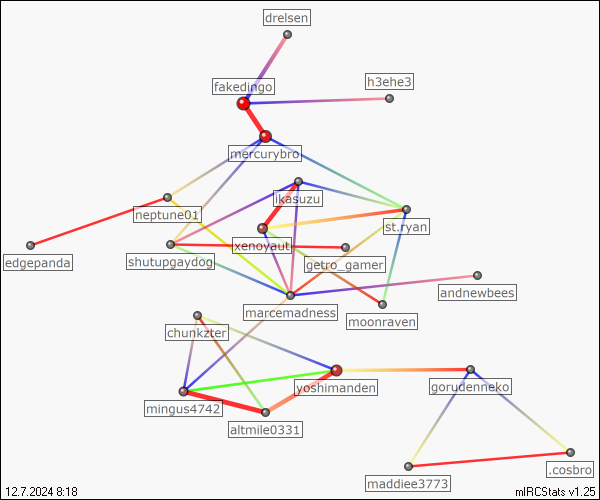 drelsen
h3ehe3
fakedingo
mercurybro
ikasuzu
neptune01
st.ryan
xenoyaut
edgepanda
shutupgaydog
getro_gamer
andnewbees
marcemadness
moonraven
chunkzter
yoshimanden
gorudenneko
mingus4742
altmile0331
.cosbro
maddiee3773
12.7.2024 8:18
mIRCStats v1.25